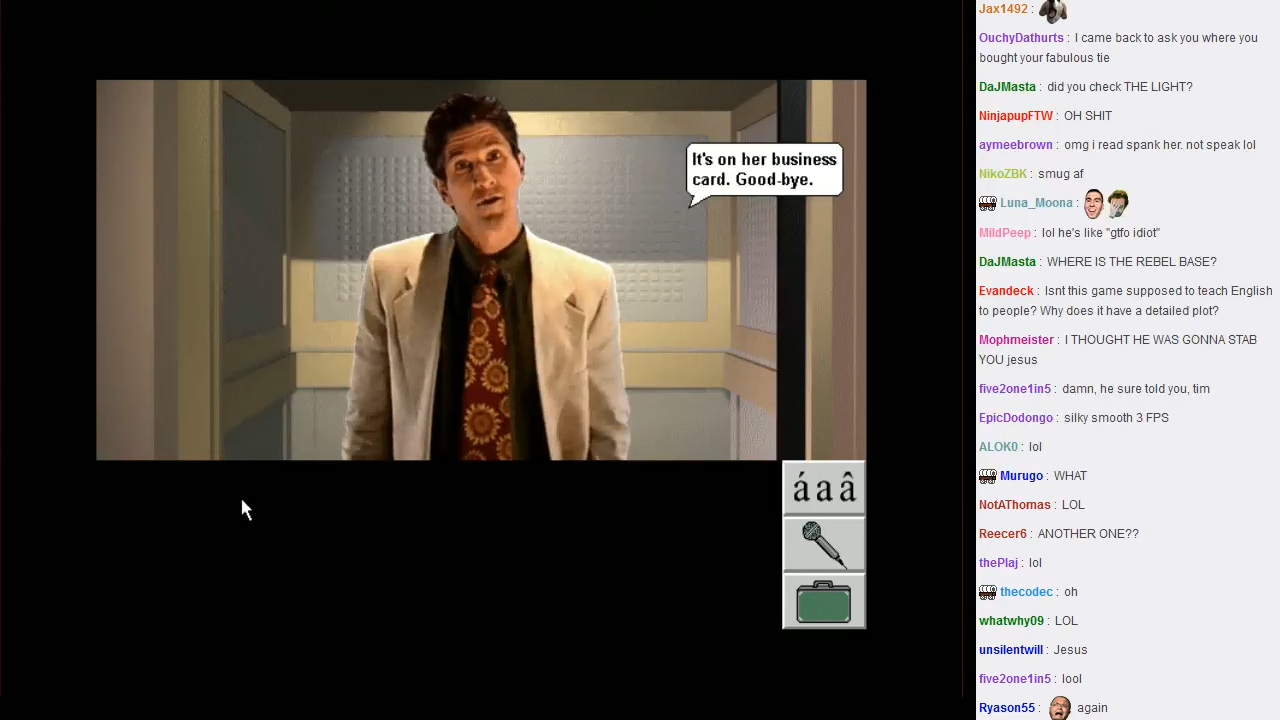 It's on her business
card. Good-bye.
á a â
Jax1492 :
OuchyDathurts : I came back to ask you where you
bought your fabulous tie
DaJMasta : did you check THE LIGHT?
NinjapupFTW : OH SHIT
aymeebrown : omg i read spank her. not speak lol
NikoZBK : smug af
Luna_Moona :
MildPeep : lol he's like "gtfo idiot"
DaJMasta : WHERE IS THE REBEL BASE?
Evandeck : Isnt this game supposed to teach English
to people? Why does it have a detailed plot?
Mophmeister : I THOUGHT HE WAS GONNA STAB
YOU jesus
five2one1in5 : damn, he sure told you, tim
EpicDodongo : silky smooth 3 FPS
ALOK0 : lol
Murugo : WHAT
NotAThomas : LOL
Reecer6 : ANOTHER ONE??
thePlaj : lol
thecodec : oh
whatwhy09 : LOL
unsilentwill : Jesus
five2one1in5 : lool
Ryason55 : again